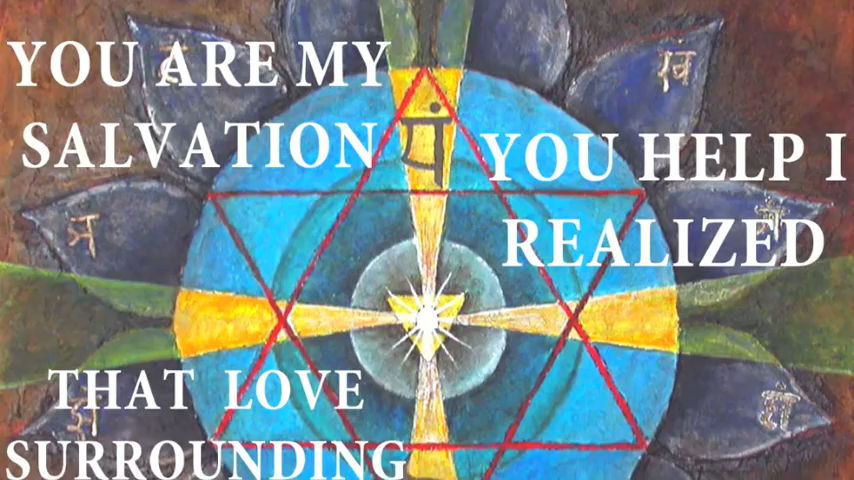 YOU ARE MY
SALVATION
YOU HELP I
REALIZED
THAT LOVE
SURROUNDING
यं
खं